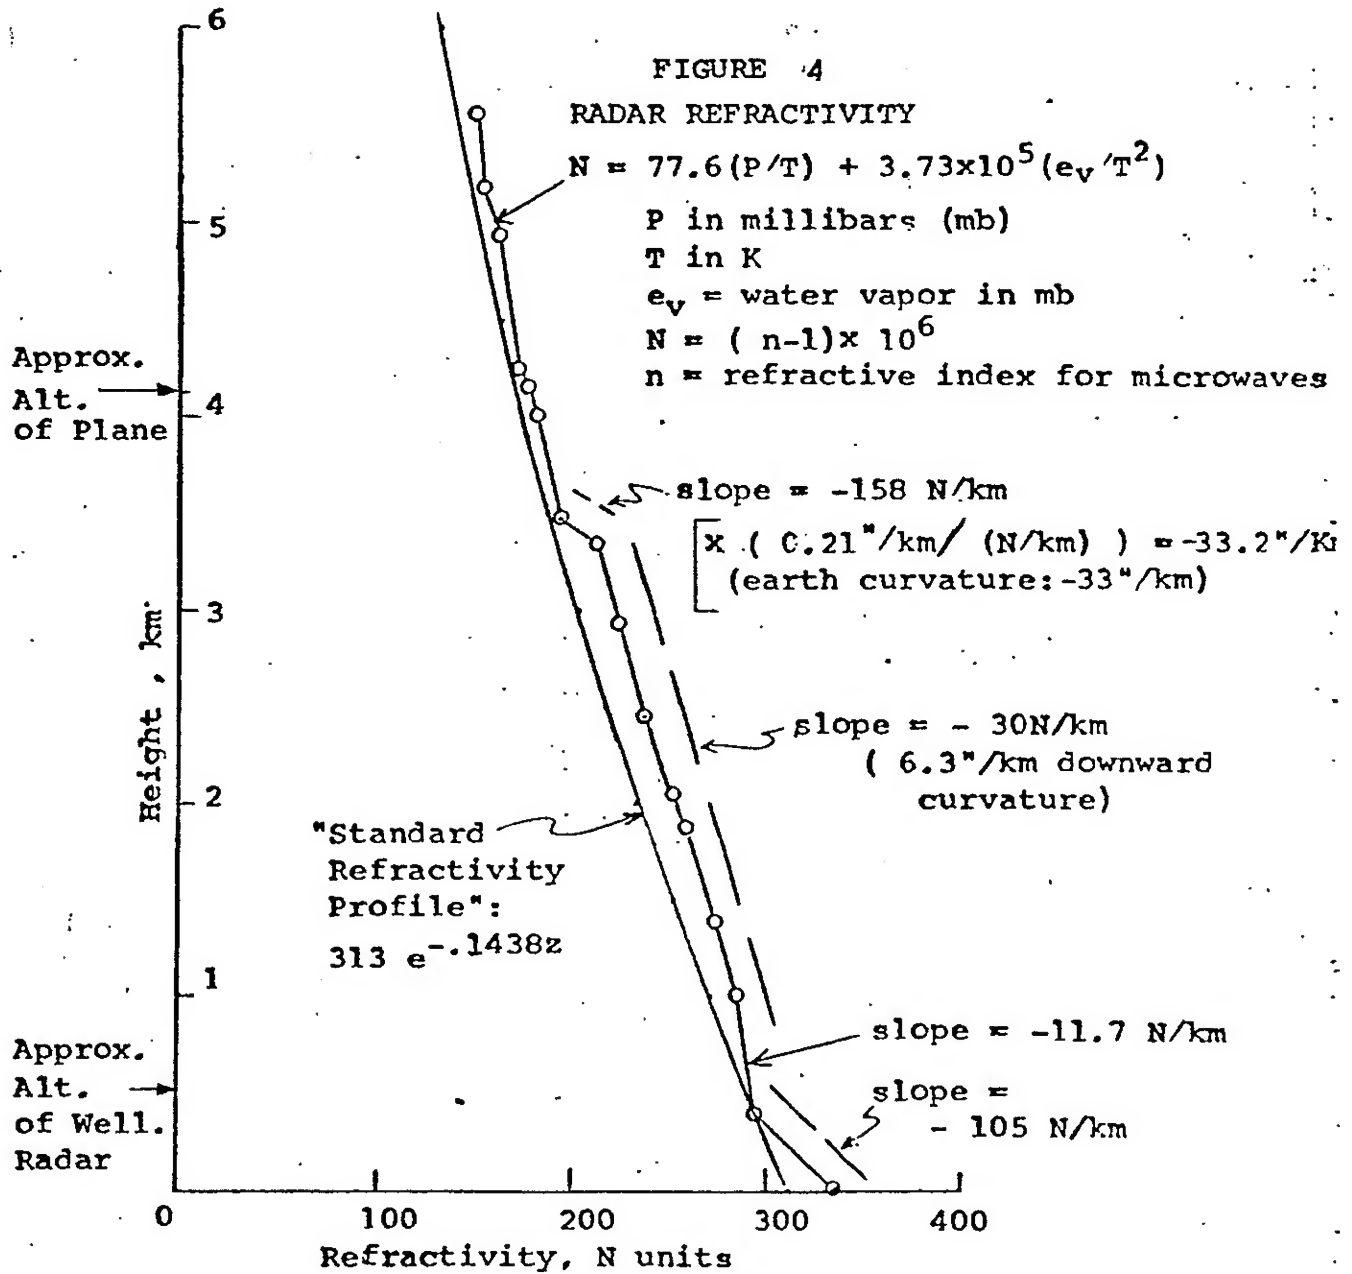 FIGURE 4
RADAR REFRACTIVITY
N = 77.6(P/T) + 3.73x10^5(e_v/T^2)
P in millibars (mb)
T in K
e_v = water vapor in mb
N = ( n-1)x 10^6
n = refractive index for microwaves
6
5
4
3
2
1
Height , km
Approx.
Alt.
of Plane
slope = -158 N/km
x ( 0.21"/km/ (N/km) ) = -33.2"/K
(earth curvature:-33"/km)
slope = - 30N/km
( 6.3"/km downward
curvature)
"Standard
Refractivity
Profile":
313 e^-.1438z
slope = -11.7 N/km
slope =
- 105 N/km
Approx.
Alt.
of Well.
Radar
0 100 200 300 400
Refractivity, N units